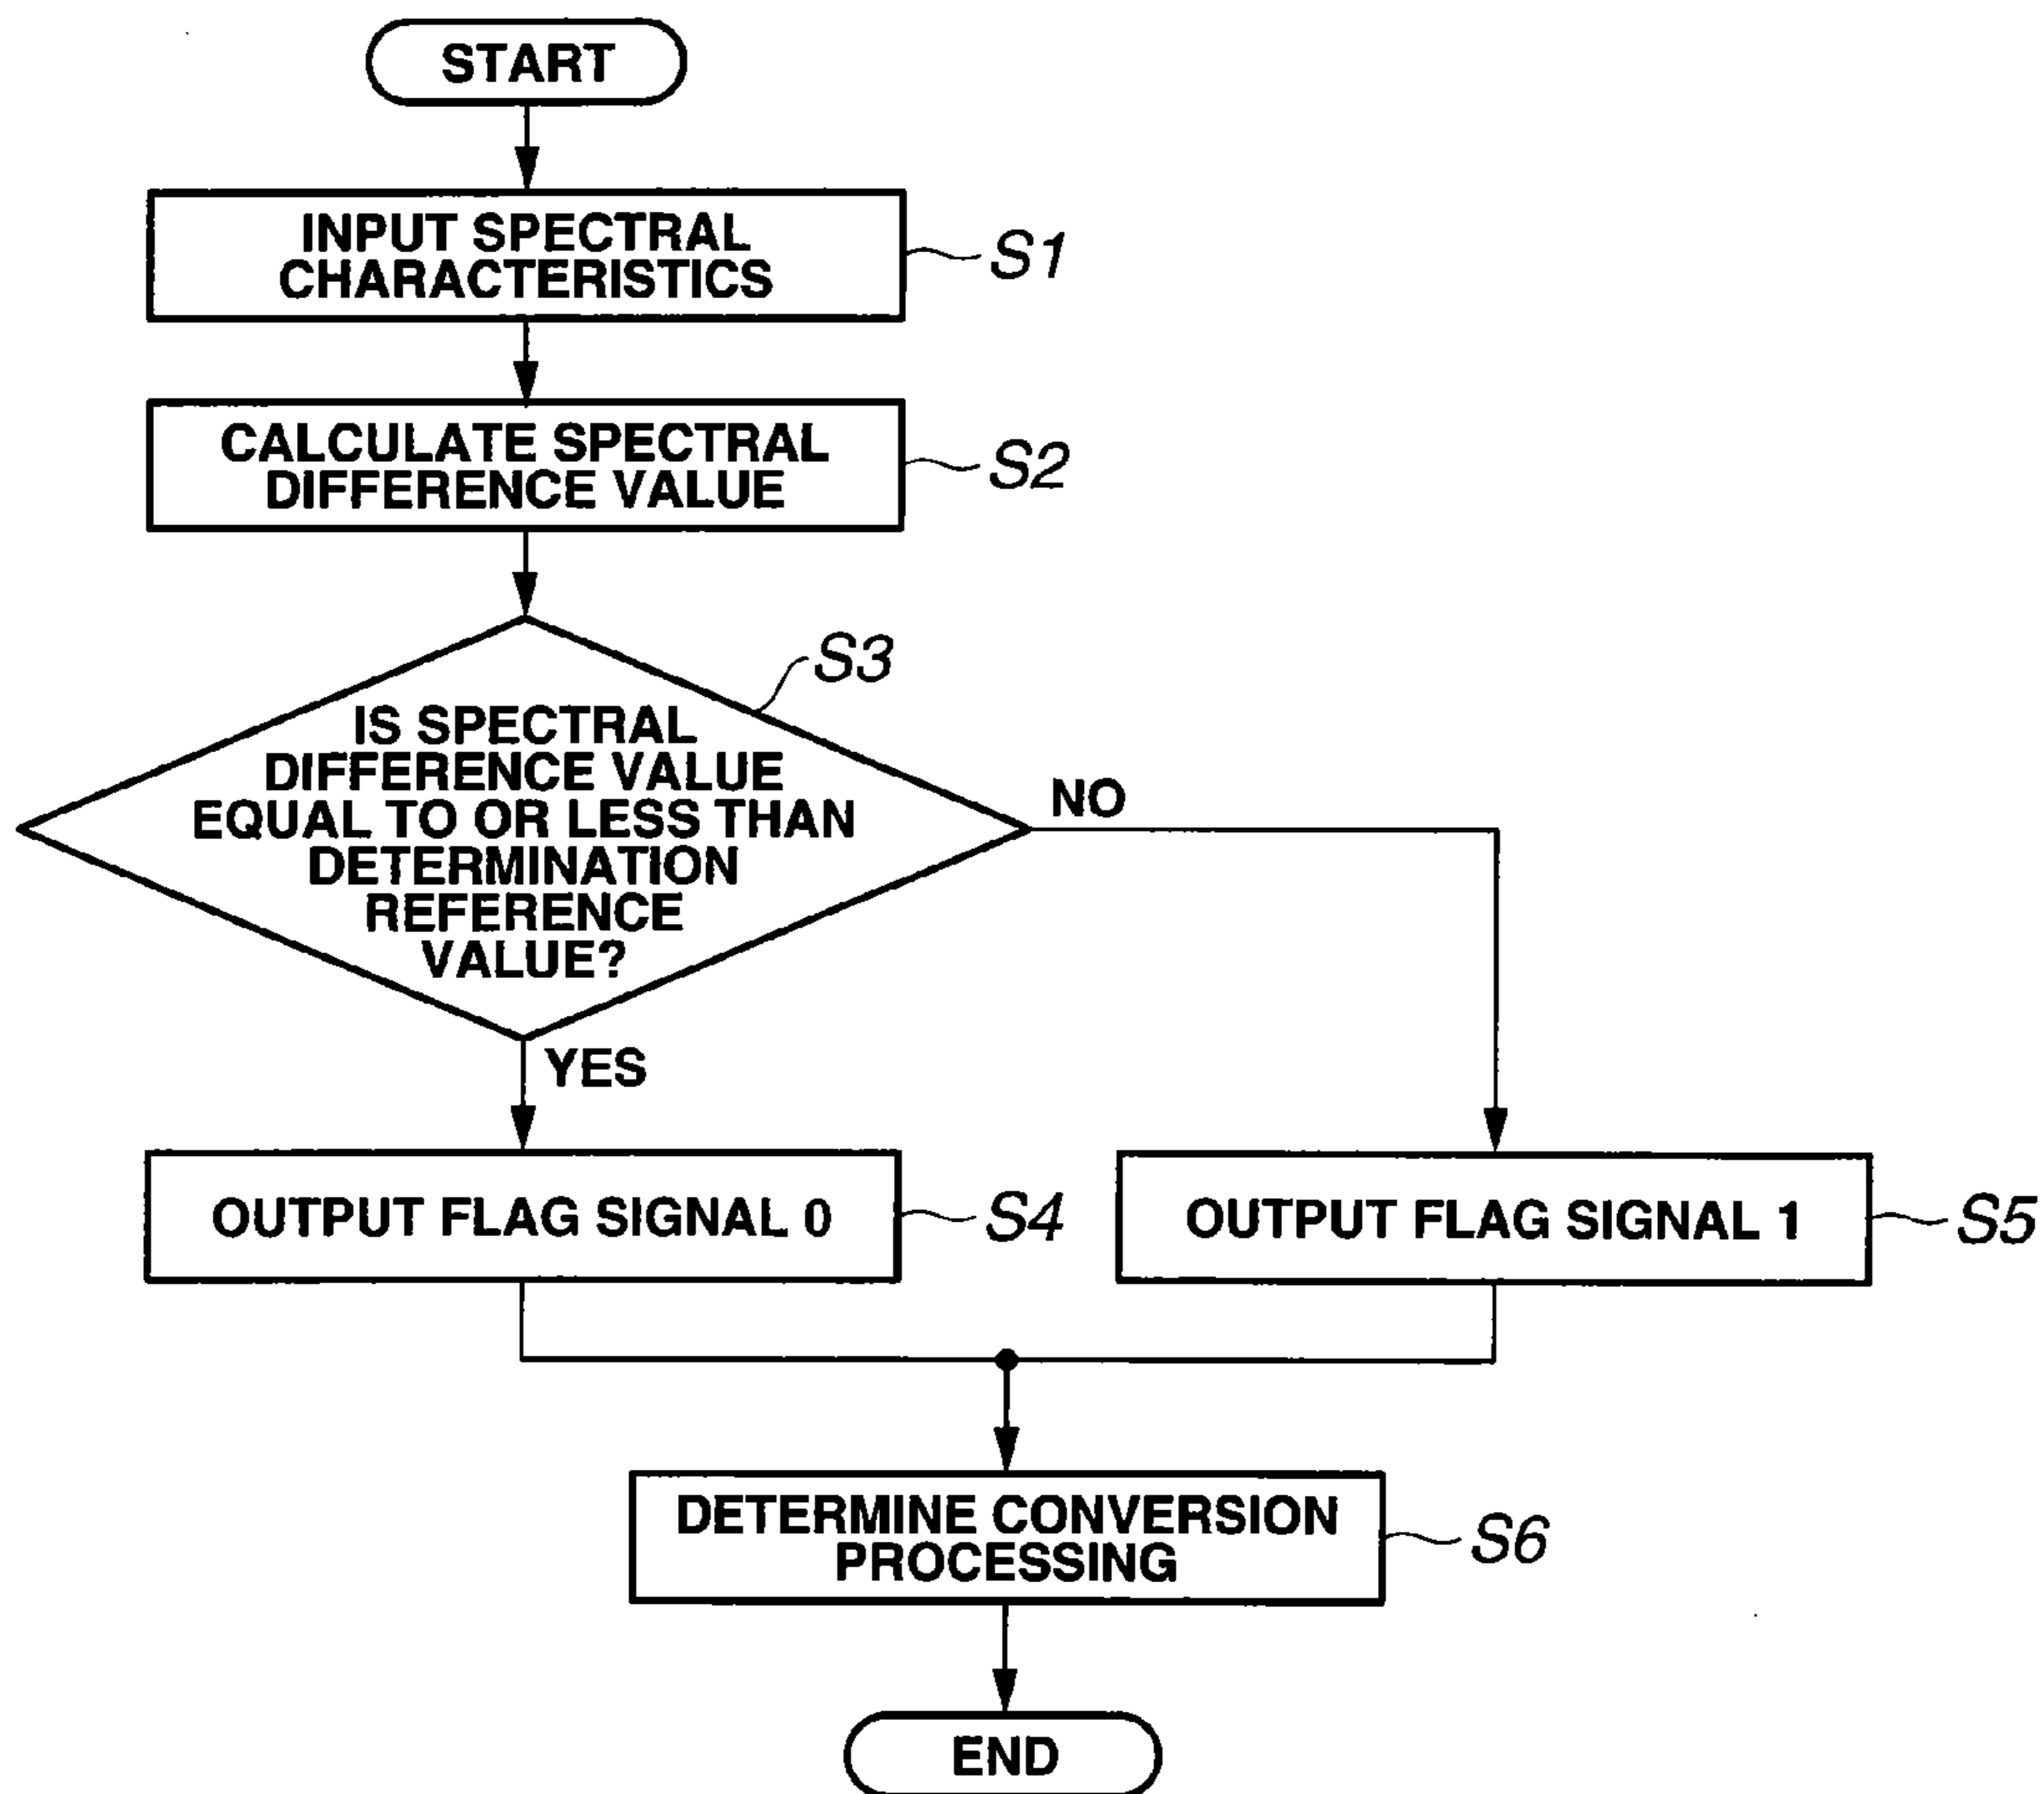 START
INPUT SPECTRAL
CHARACTERISTICS
S1
CALCULATE SPECTRAL
DIFFERENCE VALUE
S2
S3
IS SPECTRAL
DIFFERENCE VALUE
EQUAL TO OR LESS THAN
DETERMINATION
REFERENCE
VALUE?
NO
YES
OUTPUT FLAG SIGNAL 0
S4
OUTPUT FLAG SIGNAL 1
S5
DETERMINE CONVERSION
PROCESSING
S6
END